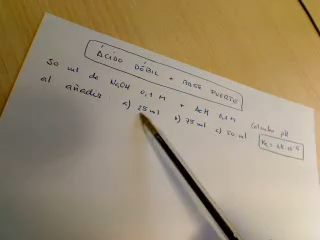 ÁCIDO DÉBIL + BASE FUERTE
50 ml de NaOH 0,1 M + AcH 0,1 M Calcular pH
al añadir: a) 25 ml b) 75 ml c) 50 ml